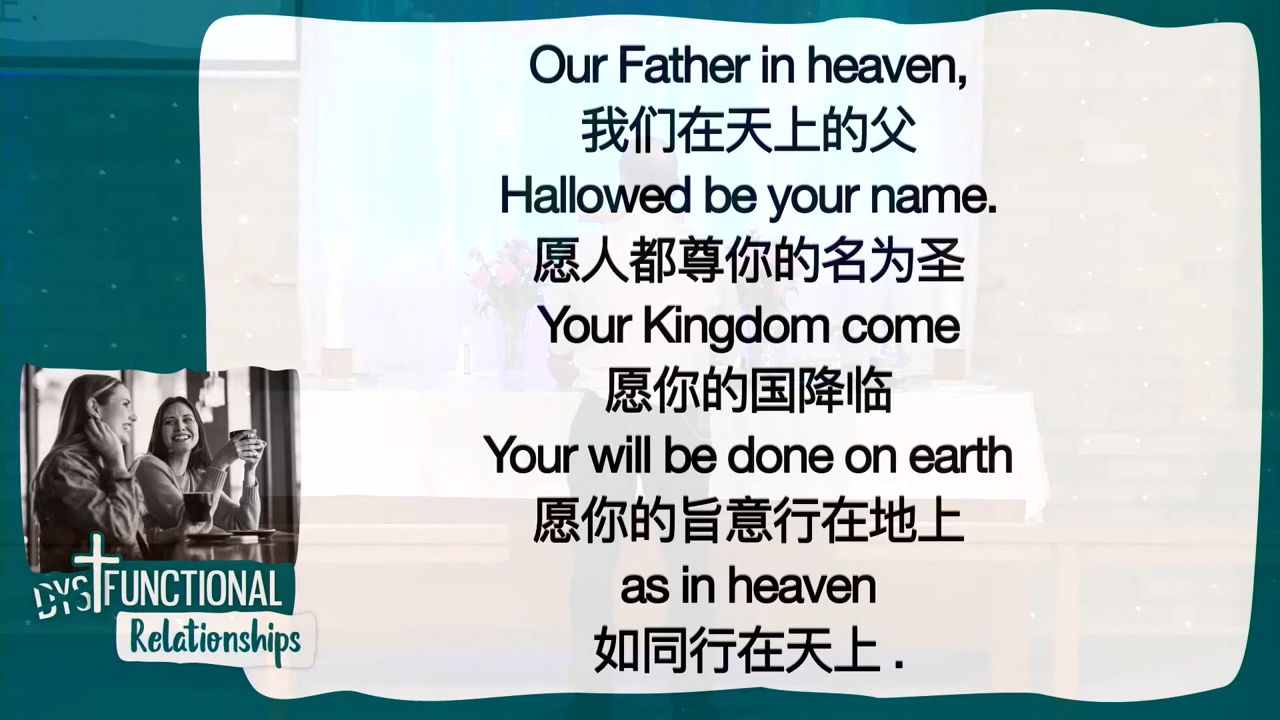 Our Father in heaven,
我们在天上的父
Hallowed be your name.
愿人都尊你的名为圣
Your Kingdom come
愿你的国降临
Your will be done on earth
愿你的旨意行在地上
as in heaven
如同行在天上 .
DYSFUNCTIONAL
Relationships